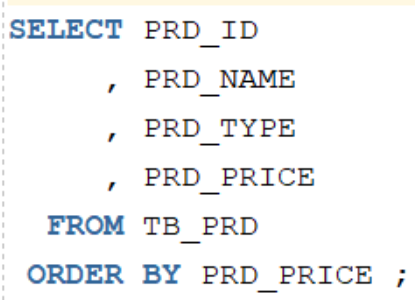 SELECT PRD_ID
, PRD_NAME
, PRD_TYPE
, PRD_PRICE
FROM TB_PRD
ORDER BY PRD_PRICE ;